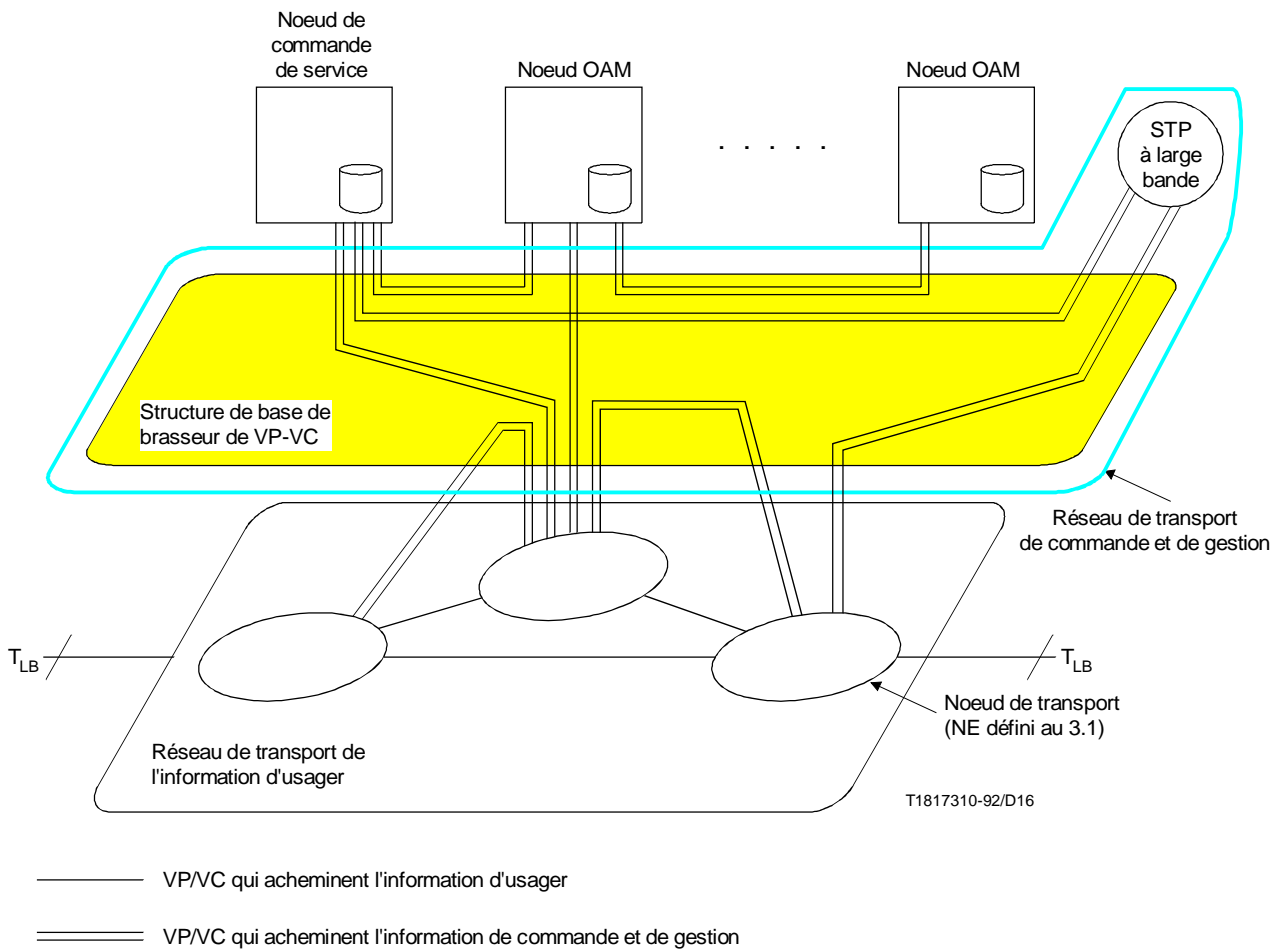 Noeud de
commande
de service
Noeud OAM
Noeud OAM
. . . . .
STP
à large
bande
Structure de base de
brasseur de VP-VC
Réseau de transport
de commande et de gestion
TLB
TLB
Noeud de transport
(NE défini au 3.1)
Réseau de transport de
l'information d'usager
T1817310-92/D16
VP/VC qui acheminent l'information d'usager
VP/VC qui acheminent l'information de commande et de gestion